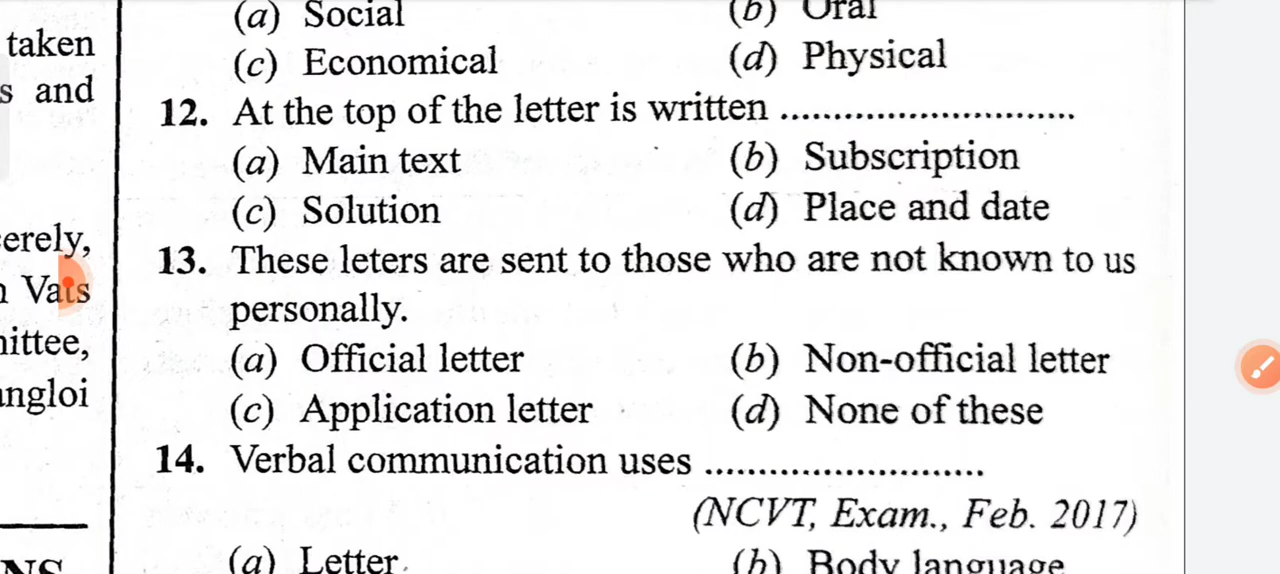 taken
s and
erely,
Vats
ittee,
ngloi
(a) Social
(b) Oral
(c) Economical
(d) Physical
12. At the top of the letter is written ............................
(a) Main text
(b) Subscription
(c) Solution
(d) Place and date
13. These leters are sent to those who are not known to us
personally.
(a) Official letter
(b) Non-official letter
(c) Application letter
(d) None of these
14. Verbal communication uses ...........................
(NCVT, Exam., Feb. 2017)
(a) Letter
(b) Body language